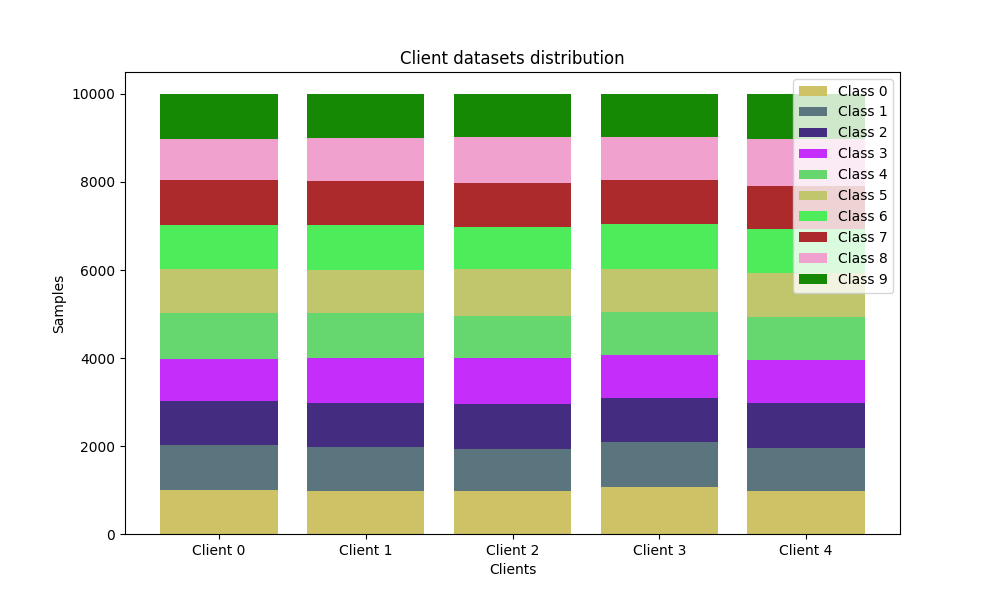 Client datasets distribution
10000
8000
6000
4000
2000
0
Samples
Class 0
Class 1
Class 2
Class 3
Class 4
Class 5
Class 6
Class 7
Class 8
Class 9
Client 0
Client 1
Client 2
Client 3
Client 4
Clients